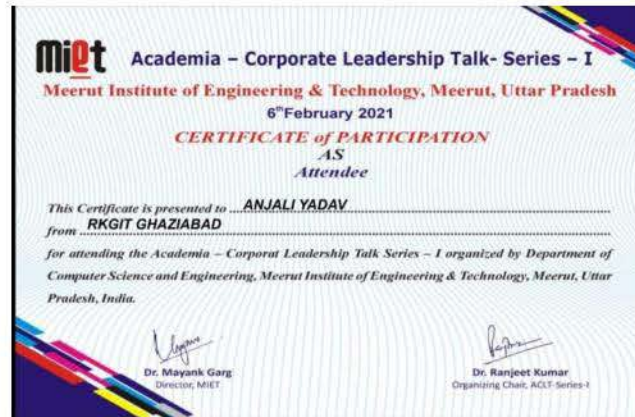 miet
Academia – Corporate Leadership Talk- Series – I
Meerut Institute of Engineering & Technology, Meerut, Uttar Pradesh
6th February 2021
CERTIFICATE of PARTICIPATION
AS
Attendee
This Certificate is presented to ....ANJALI YADAV....
from ..RKGIT GHAZIABAD....
for attending the Academia – Corporat Leadership Talk Series – I organized by Department of
Computer Science and Engineering, Meerut Institute of Engineering & Technology, Meerut, Uttar
Pradesh, India.
Dr. Mayank Garg
Director, MIET
Dr. Ranjeet Kumar
Organizing Chair, ACLT-Series-I